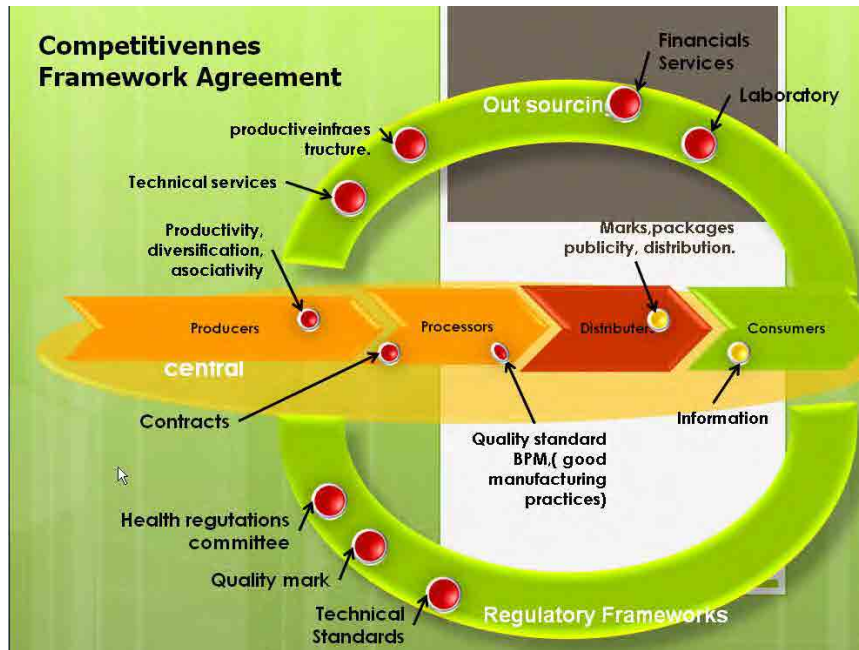 Competitivennes
Framework Agreement
Financials
Services
Out sourcing
Laboratory
productiveinfraes
tructure.
Technical services
Productivity,
diversification,
asociativity
Marks,packages
publicity, distribution.
Producers
Processors
Distributers
Consumers
central
Contracts
Information
Quality standard
BPM,( good
manufacturing
practices)
Health regutations
committee
Quality mark
Technical
Standards
Regulatory Frameworks